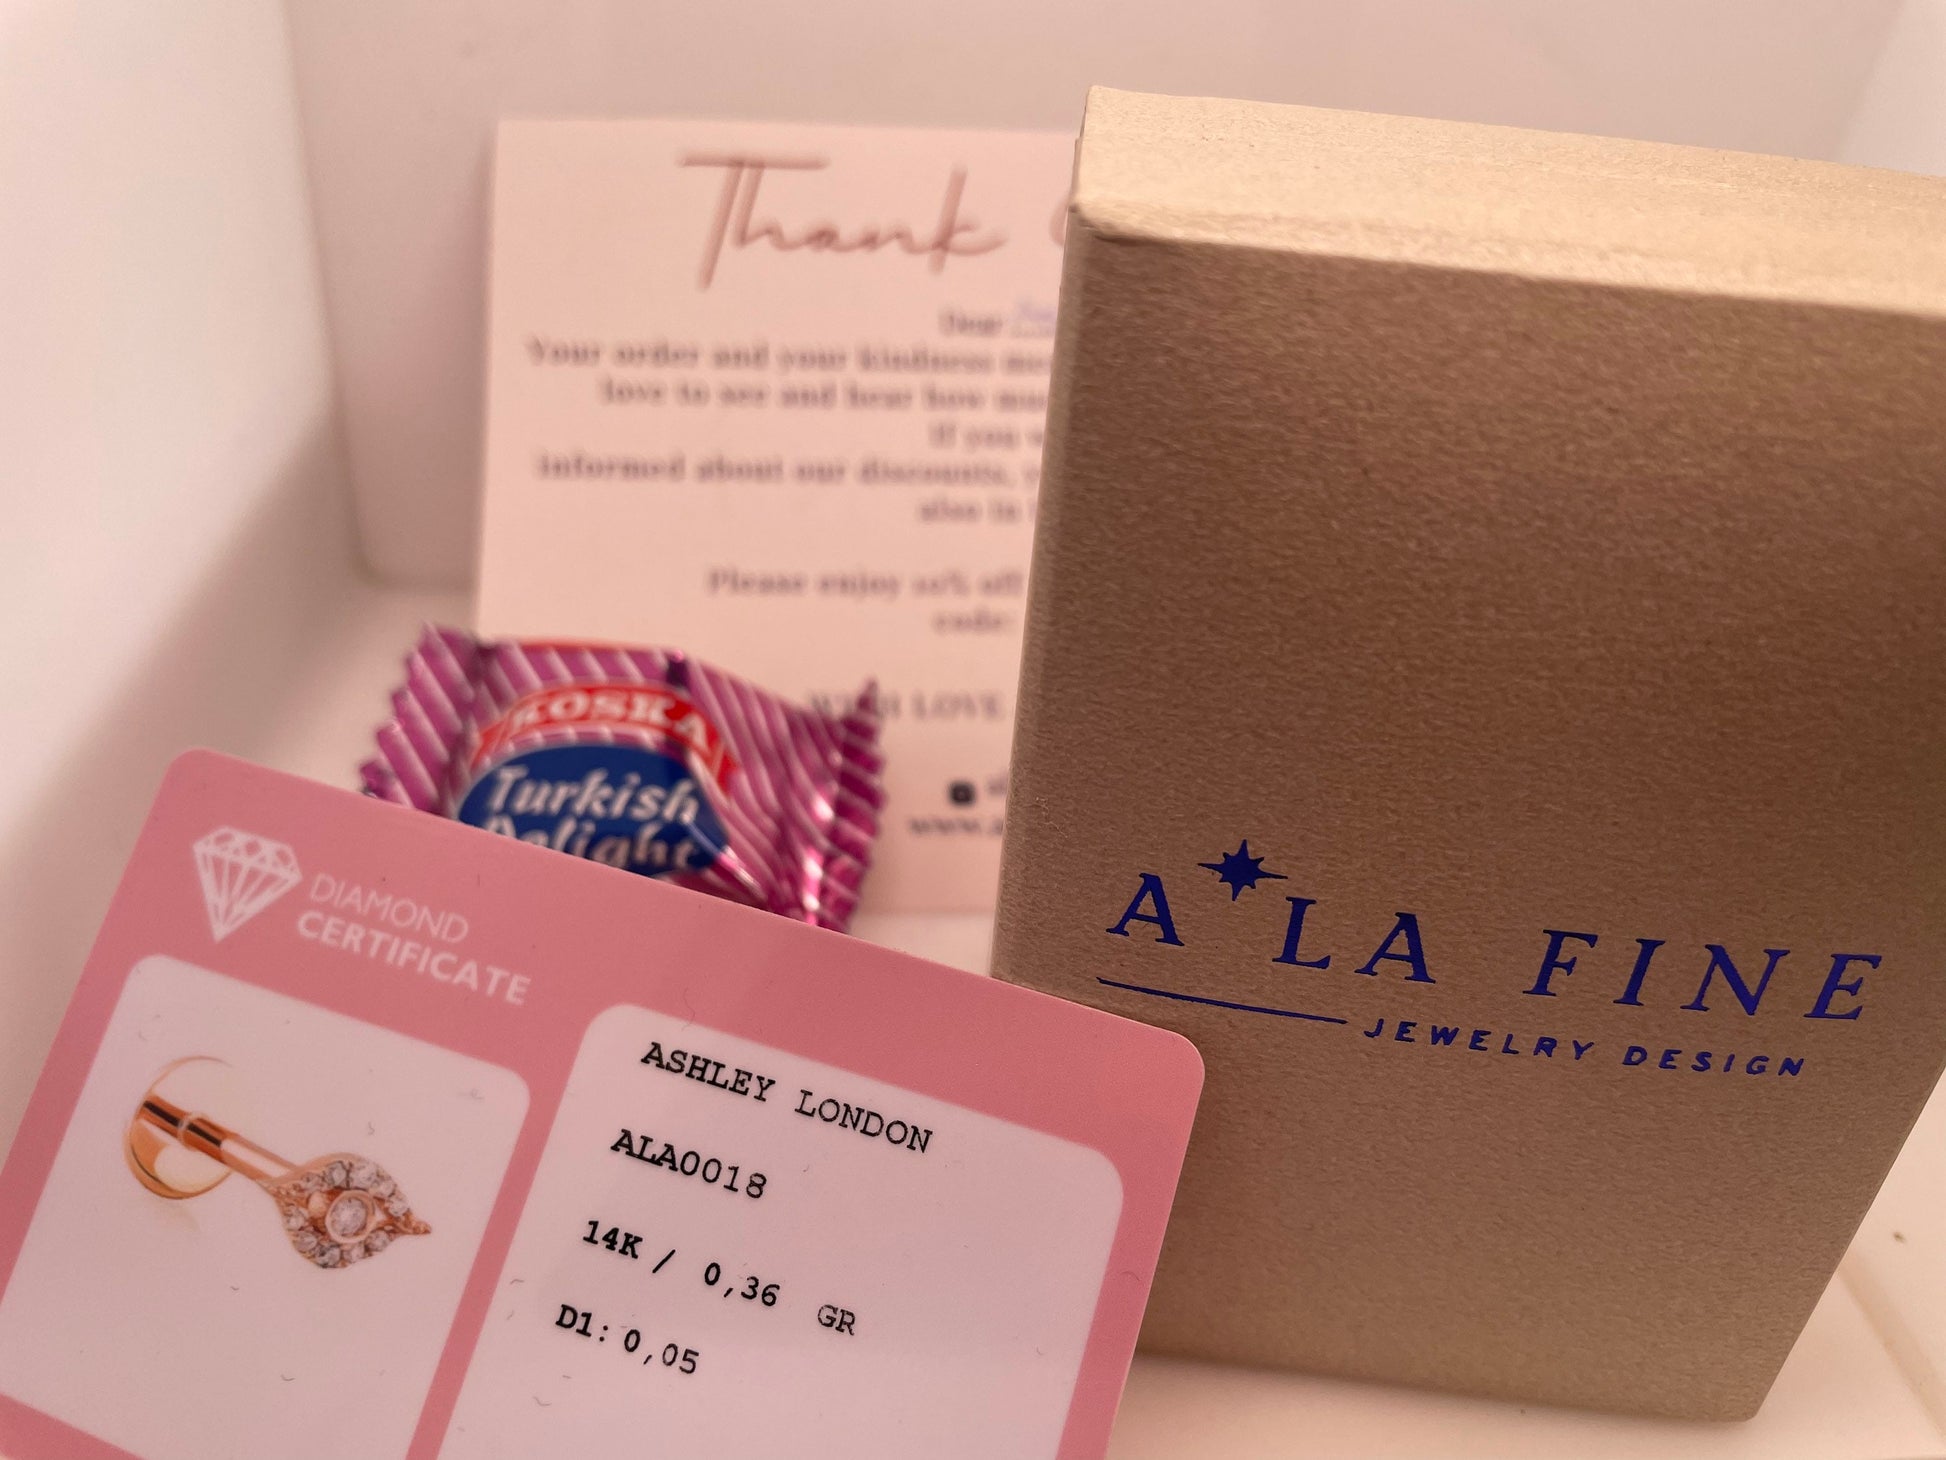 Thank
Dear
Your order and your kindness
love to see and hear how
If you
informed about our discounts,
also in
Please enjoy 10% off
code:
WITH LOVE
KOSKA
Turkish
Delight
A LA FINE
JEWELRY DESIGN
DIAMOND
CERTIFICATE
ASHLEY LONDON
ALA0018
14K / 0,36 GR
D1: 0,05